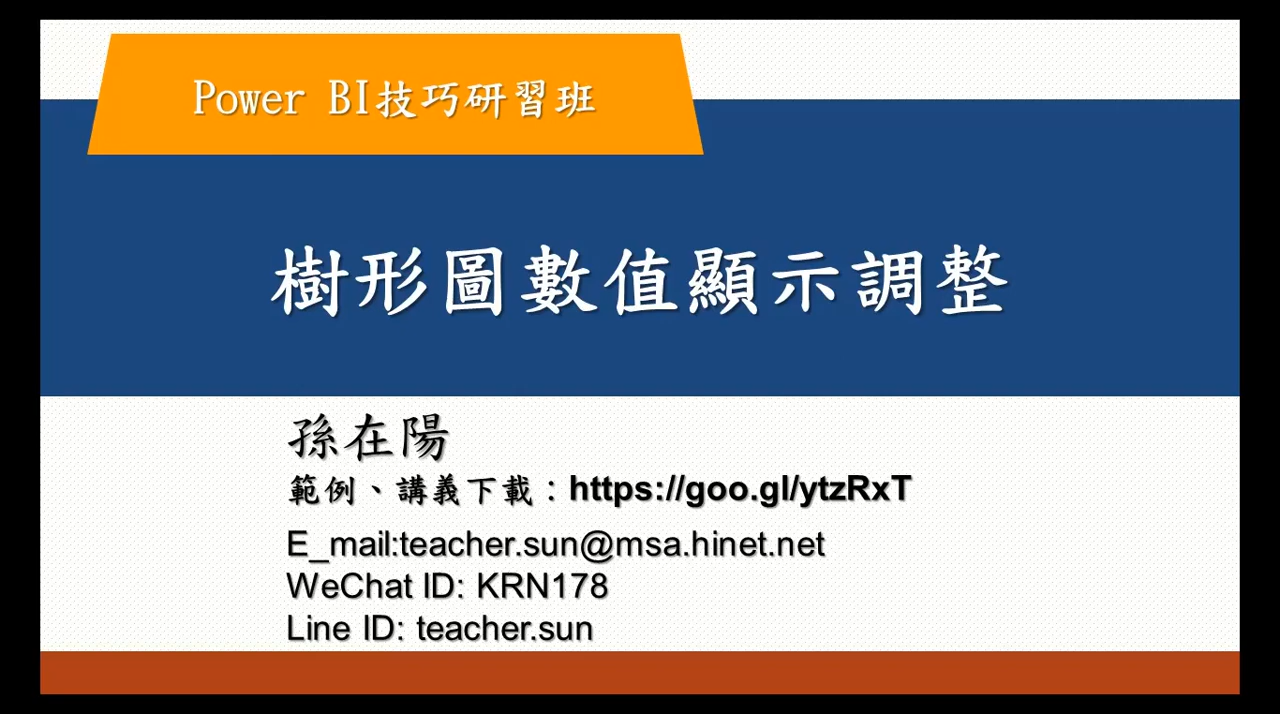 Power BI技巧研習班
樹形圖數值顯示調整
孫在陽
範例、講義下載：https://goo.gl/ytzRxT
E_mail:teacher.sun@msa.hinet.net
WeChat ID: KRN178
Line ID: teacher.sun